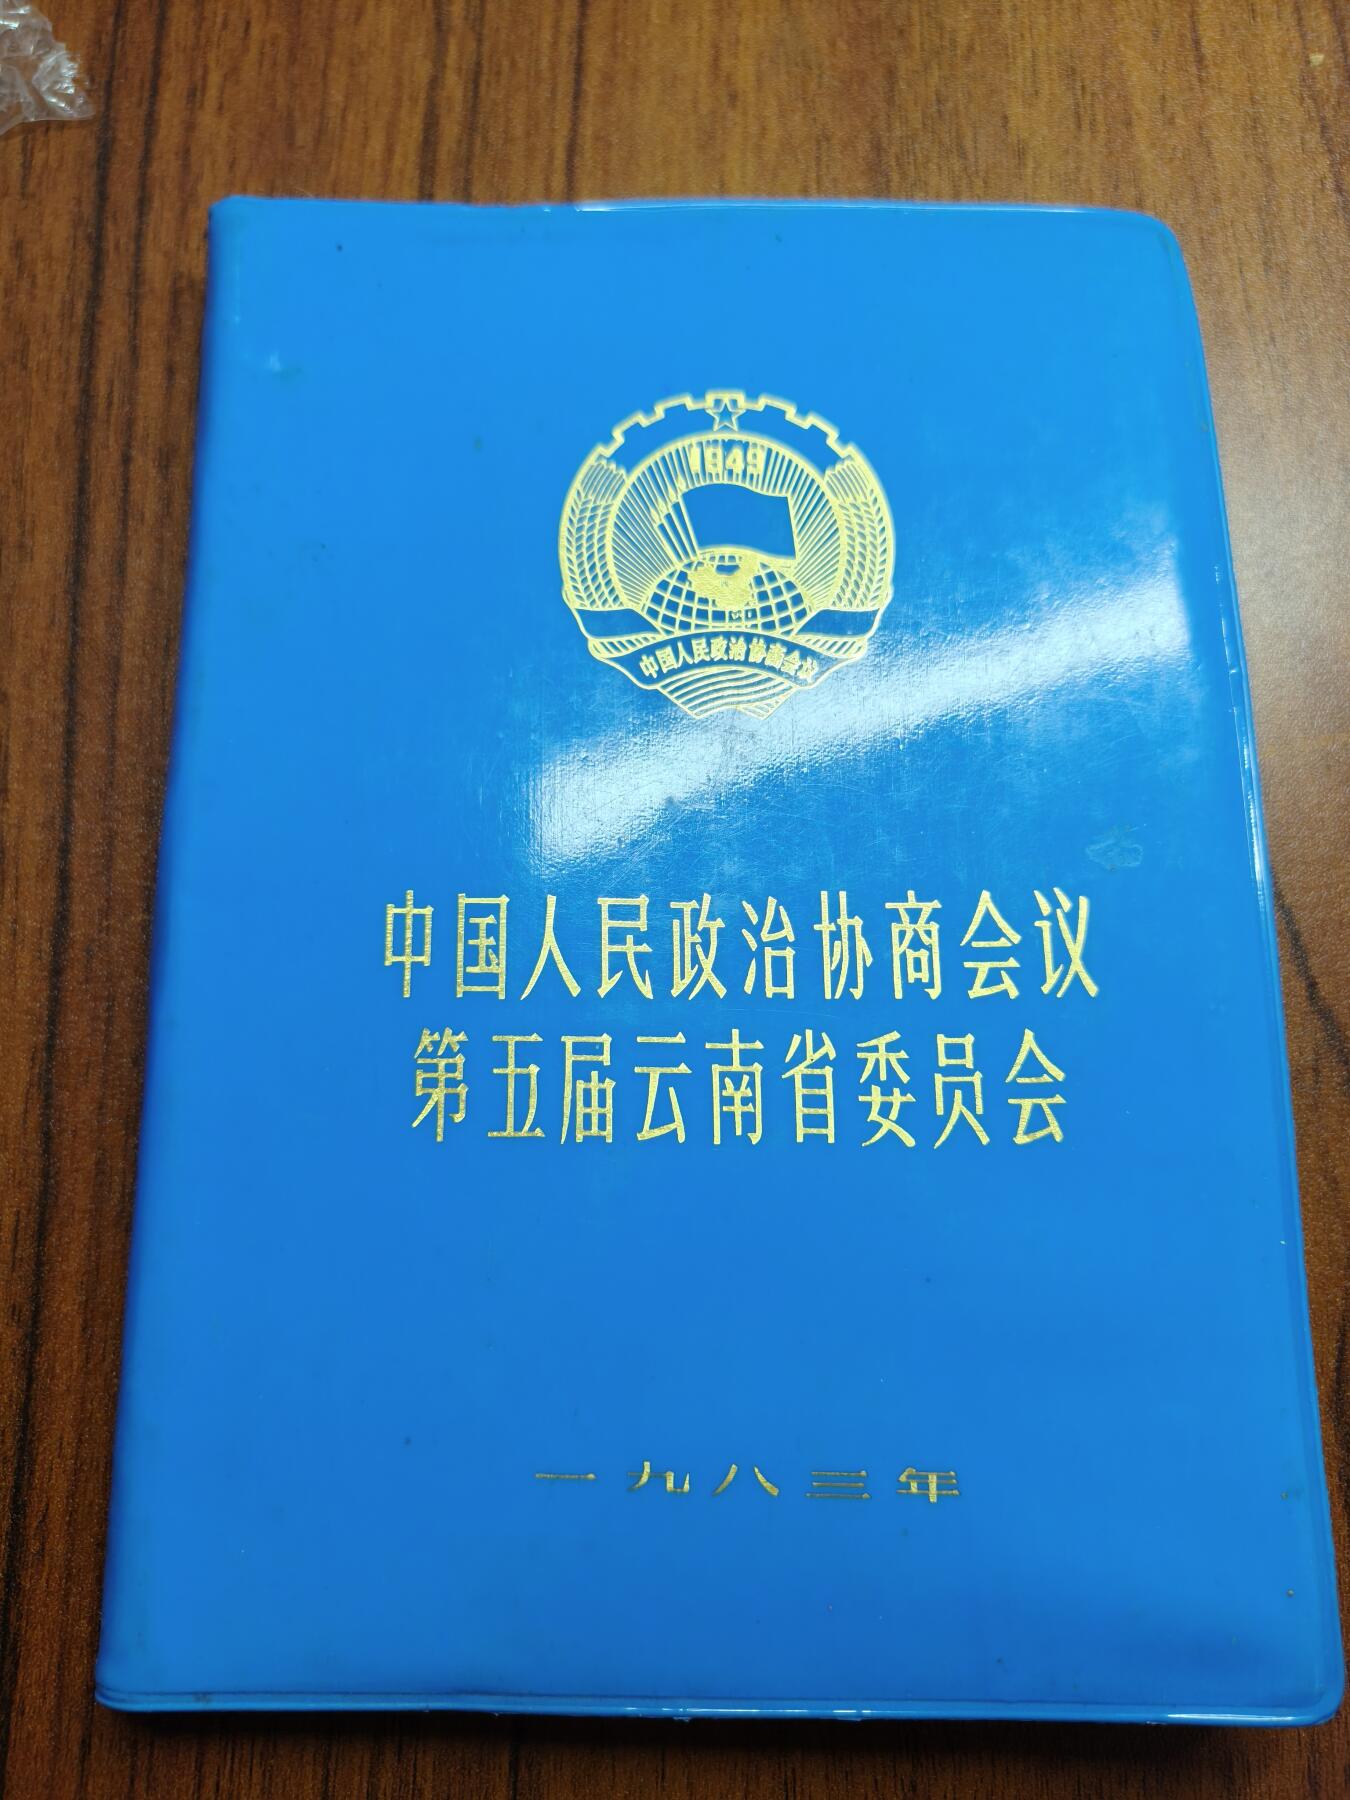 1949
中国人民政治协商会议
中国人民政治协商会议
第五届云南省委员会
一九八三年